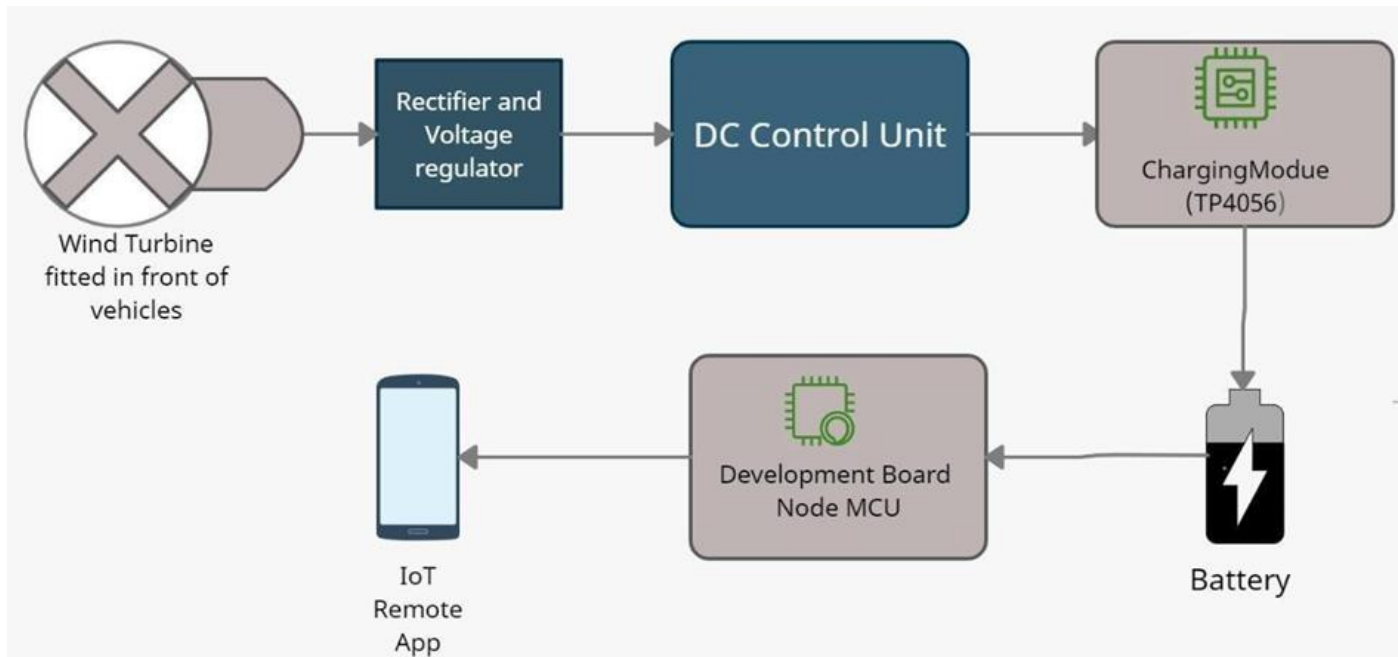 Rectifier and
Voltage
regulator
DC Control Unit
ChargingModue
(TP4056)
Wind Turbine
fitted in front of
vehicles
Development Board
Node MCU
IoT
Remote
App
Battery